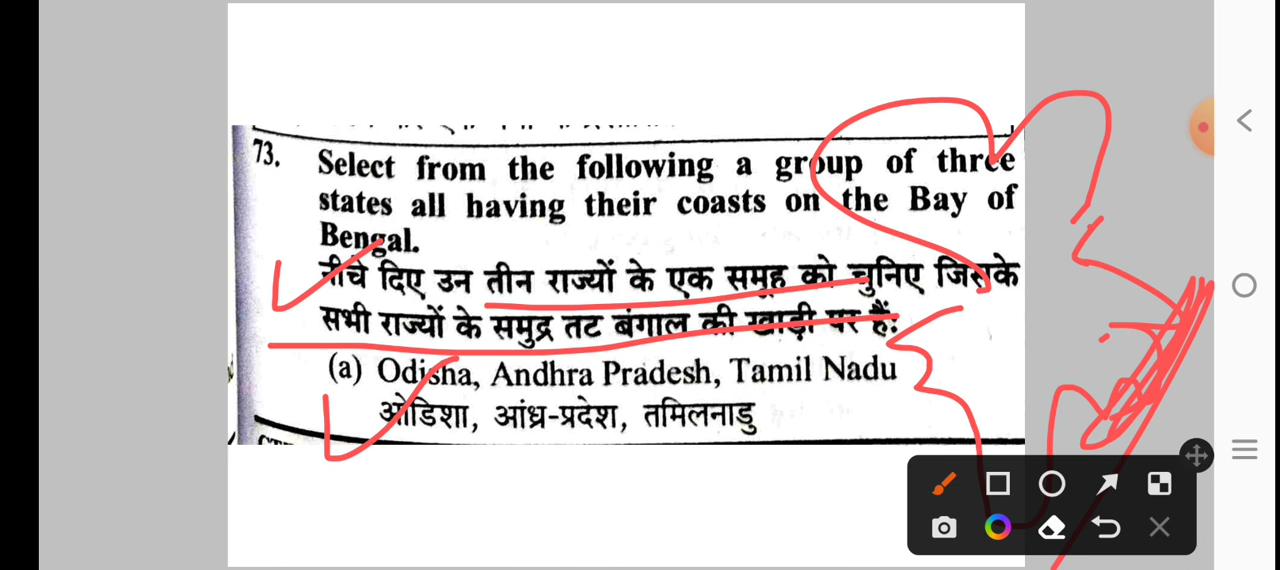 73. Select from the following a group of three
states all having their coasts on the Bay of
Bengal.
नीचे दिए उन तीन राज्यों के एक समूह को चुनिए जिसके
सभी राज्यों के समुद्र तट बंगाल की खाड़ी पर हैं:
(a) Odisha, Andhra Pradesh, Tamil Nadu
ओडिशा, आंध्र-प्रदेश, तमिलनाडु